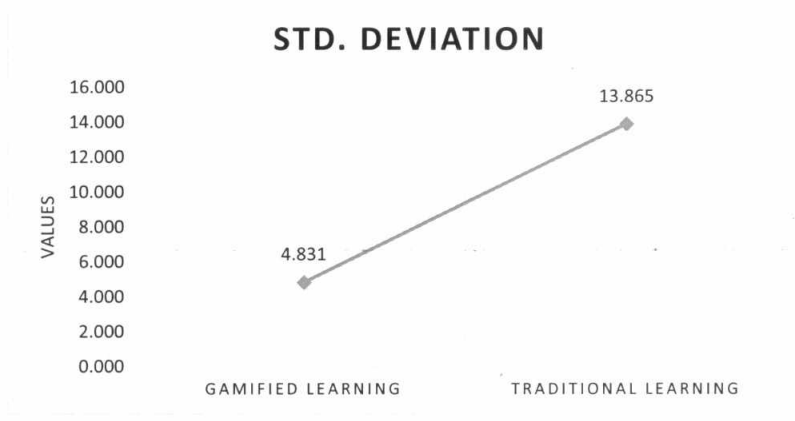 STD. DEVIATION
16.000
14.000
12.000
10.000
8.000
6.000
4.000
2.000
0.000
VALUES
4.831
13.865
GAMIFIED LEARNING
TRADITIONAL LEARNING